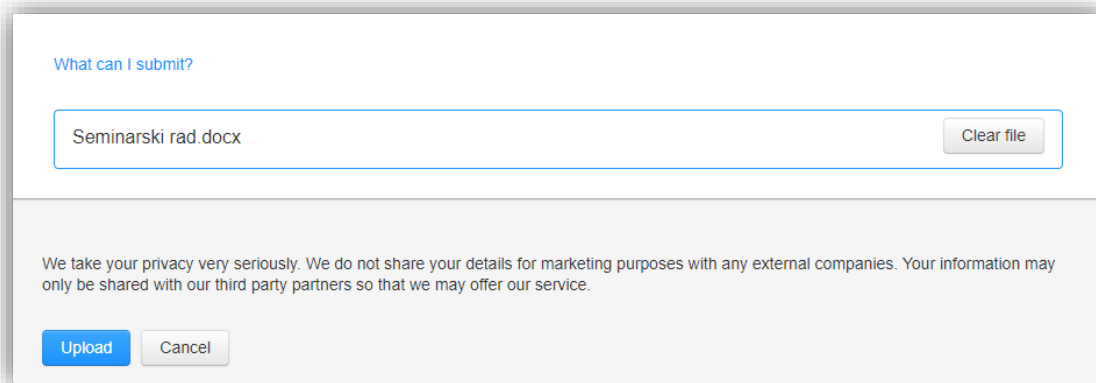 What can I submit?
Seminarski rad.docx
Clear file
We take your privacy very seriously. We do not share your details for marketing purposes with any external companies. Your information may
only be shared with our third party partners so that we may offer our service.
Upload
Cancel